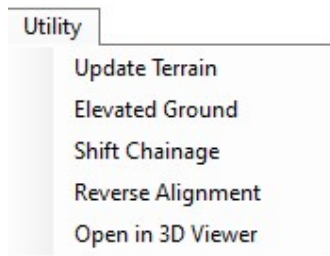 Utility
Update Terrain
Elevated Ground
Shift Chainage
Reverse Alignment
Open in 3D Viewer